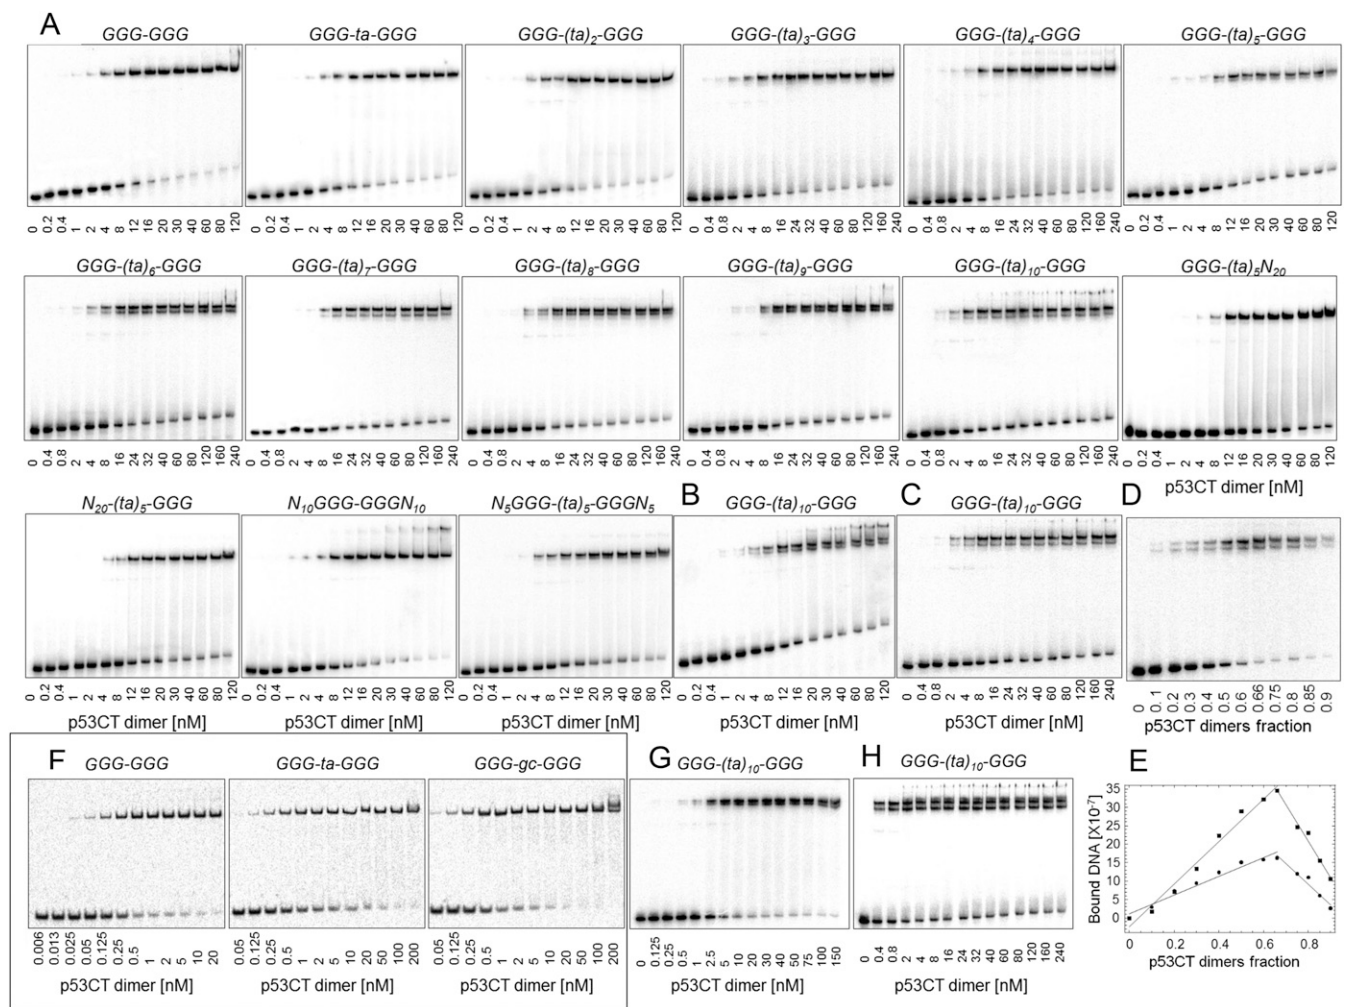 A
GGG-GGG
GGG-ta-GGG
GGG-(ta)2-GGG
GGG-(ta)3-GGG
GGG-(ta)4-GGG
GGG-(ta)5-GGG
0 0.2 0.4 1 2 4 8 12 16 20 30 40 60 80 120
0 0.2 0.4 1 2 4 8 12 16 20 30 40 60 80 120
0 0.2 0.4 1 2 4 8 12 16 20 30 40 60 80 120
0 0.4 0.8 2 4 8 16 24 32 40 60 80 120 160 240
0 0.4 0.8 2 4 8 16 24 32 40 60 80 120 160 240
0 0.2 0.4 1 2 4 8 12 16 20 30 40 60 80 120
GGG-(ta)6-GGG
GGG-(ta)7-GGG
GGG-(ta)8-GGG
GGG-(ta)9-GGG
GGG-(ta)10-GGG
GGG-(ta)5N20
0 0.4 0.8 2 4 8 16 24 32 40 60 80 120 160 240
0 0.4 0.8 2 4 8 16 24 32 40 60 80 120 160 240
0 0.4 0.8 2 4 8 16 24 32 40 60 80 120 160 240
0 0.4 0.8 2 4 8 16 24 32 40 60 80 120 160 240
0 0.4 0.8 2 4 8 16 24 32 40 60 80 120 160 240
0 0.2 0.4 1 2 4 8 12 16 20 30 40 60 80 120
p53CT dimer [nM]
N20-(ta)5-GGG
N10GGG-GGGN10
N5GGG-(ta)5-GGGN5
B
GGG-(ta)10-GGG
C
GGG-(ta)10-GGG
D
0 0.2 0.4 1 2 4 8 12 16 20 30 40 60 80 120
0 0.2 0.4 1 2 4 8 12 16 20 30 40 60 80 120
0 0.2 0.4 1 2 4 8 12 16 20 30 40 60 80 120
0 0.2 0.4 1 2 4 8 12 16 20 30 40 60 80 120
0 0.4 0.8 2 4 8 16 24 32 40 60 80 120 160 240
0 0.1 0.2 0.3 0.4 0.5 0.6 0.66 0.75 0.8 0.85 0.9
p53CT dimer [nM]
p53CT dimer [nM]
p53CT dimer [nM]
p53CT dimer [nM]
p53CT dimer [nM]
p53CT dimers fraction
F
GGG-GGG
GGG-ta-GGG
GGG-gc-GGG
G
GGG-(ta)10-GGG
H
GGG-(ta)10-GGG
E
0.006 0.013 0.025 0.05 0.125 0.25 0.5 1 2 5 10 20
0.05 0.125 0.25 0.5 1 2 5 10 20 50 100 200
0.05 0.125 0.25 0.5 1 2 5 10 20 50 100 200
0 0.125 0.25 0.5 1 2.5 5 10 20 30 40 50 75 100 150
0 0.4 0.8 2 4 8 16 24 32 40 60 80 120 160 240
p53CT dimer [nM]
p53CT dimer [nM]
p53CT dimer [nM]
p53CT dimer [nM]
p53CT dimer [nM]
Bound DNA [X10-7]
35
30
25
20
15
10
5
0
0 0.2 0.4 0.6 0.8
p53CT dimers fraction